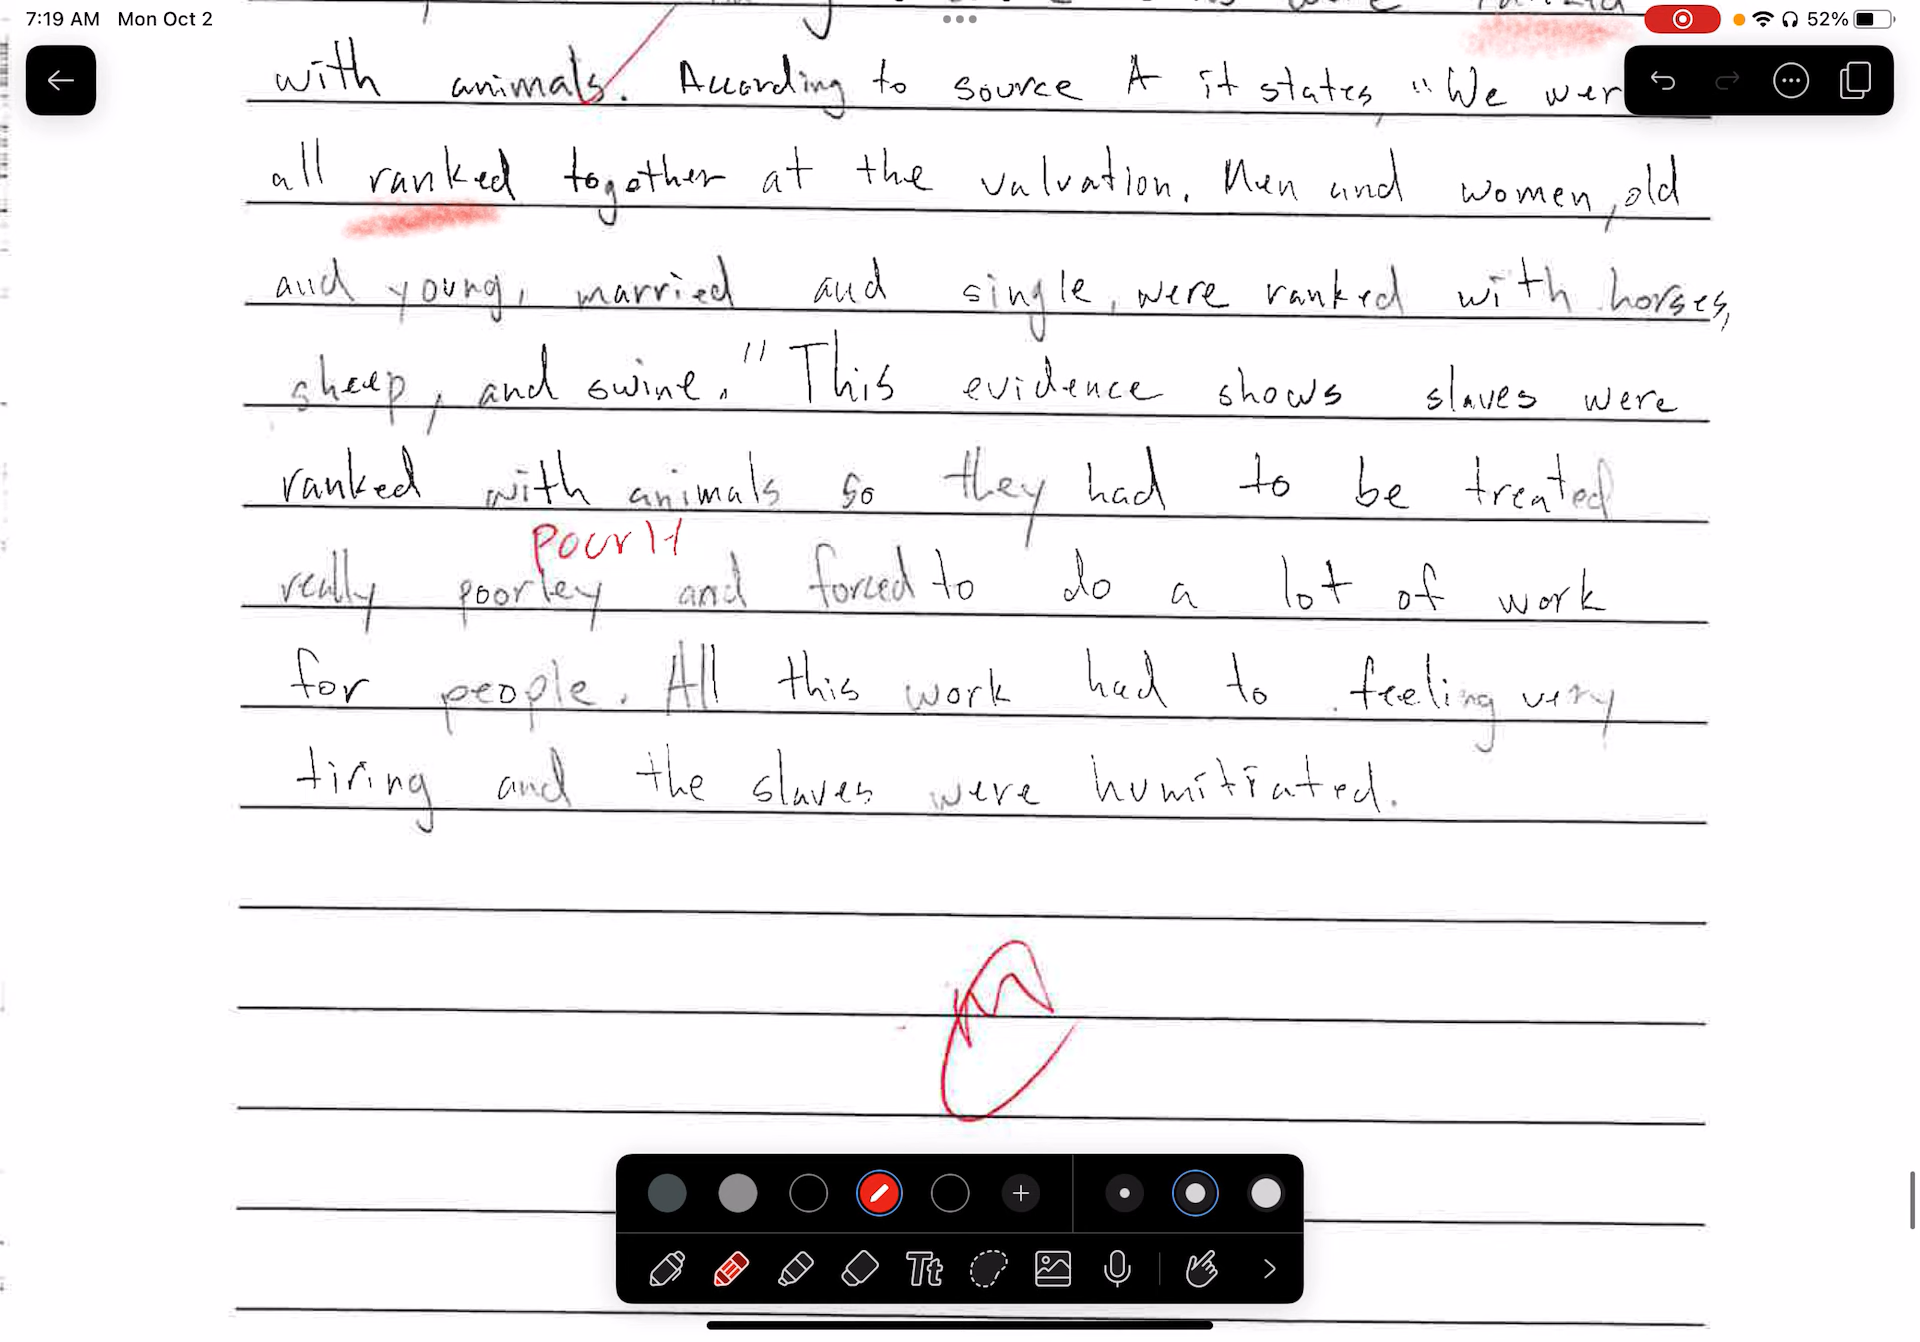 7:19 AM Mon Oct 2
52%
with animals. According to source A it states, "We wer
all ranked together at the valuation. Men and women, old
and young, married and single, were ranked with horses,
sheep, and swine." This evidence shows slaves were
ranked with animals so they had to be treated
really poorley and forced to do a lot of work
for people. All this work had to feeling very
tiring and the slaves were humitiated.
Tt